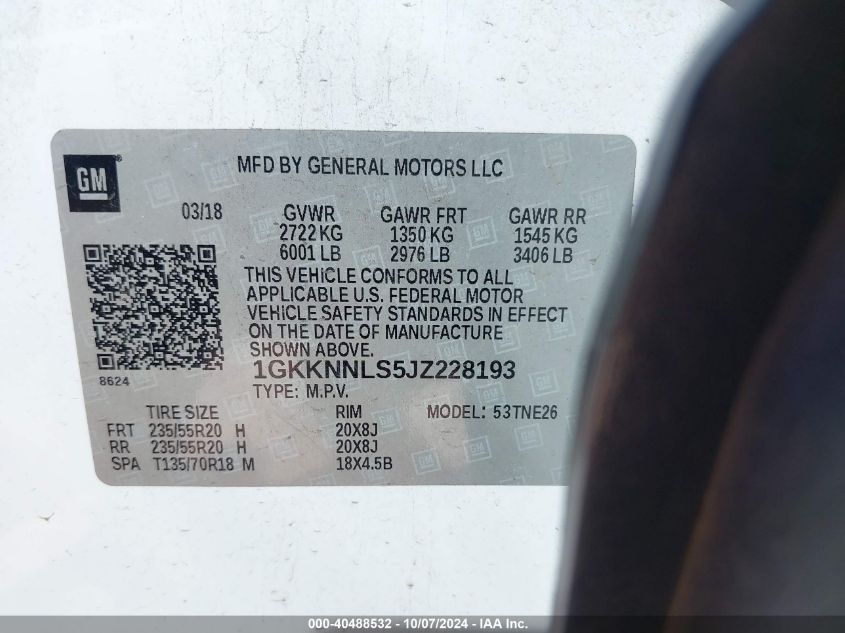 GM
MFD BY GENERAL MOTORS LLC
03/18 GVWR GAWR FRT GAWR RR
2722 KG 1350 KG 1545 KG
6001 LB 2976 LB 3406 LB
THIS VEHICLE CONFORMS TO ALL
APPLICABLE U.S. FEDERAL MOTOR
VEHICLE SAFETY STANDARDS IN EFFECT
ON THE DATE OF MANUFACTURE
SHOWN ABOVE.
8624
1GKKNNLS5JZ228193
TYPE: M.P.V.
TIRE SIZE RIM MODEL: 53TNE26
FRT 235/55R20 H 20X8J
RR 235/55R20 H 20X8J
SPA T135/70R18 M 18X4.5B
000-40488532 - 10/07/2024 - IAA Inc.